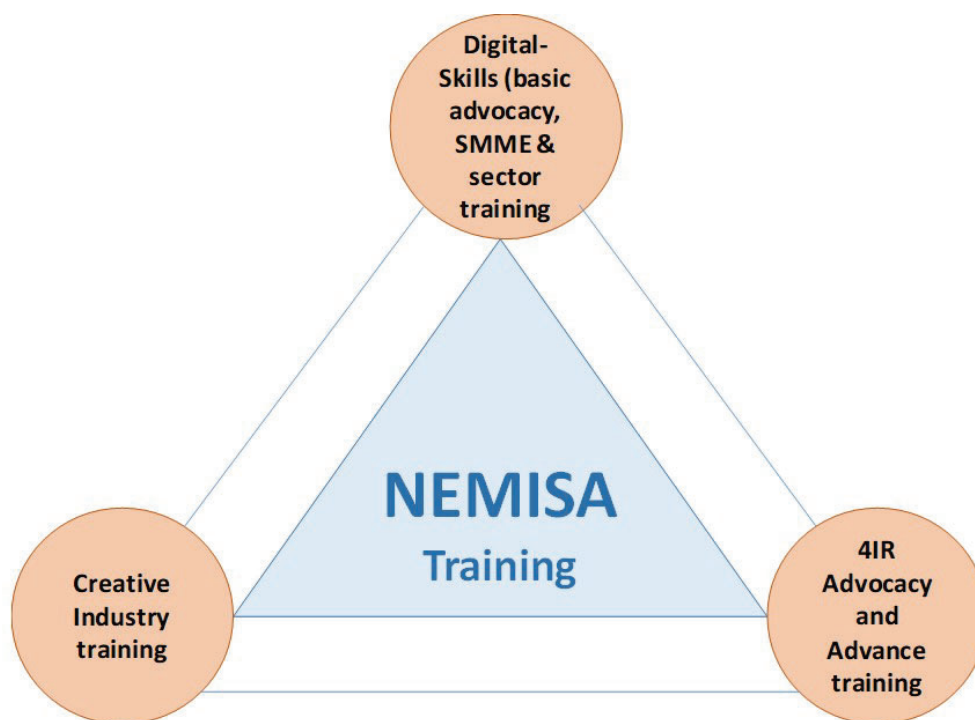 Digital-
Skills (basic
advocacy,
SMME &
sector
training
NEMISA
Training
Creative
Industry
training
4IR
Advocacy
and
Advance
training